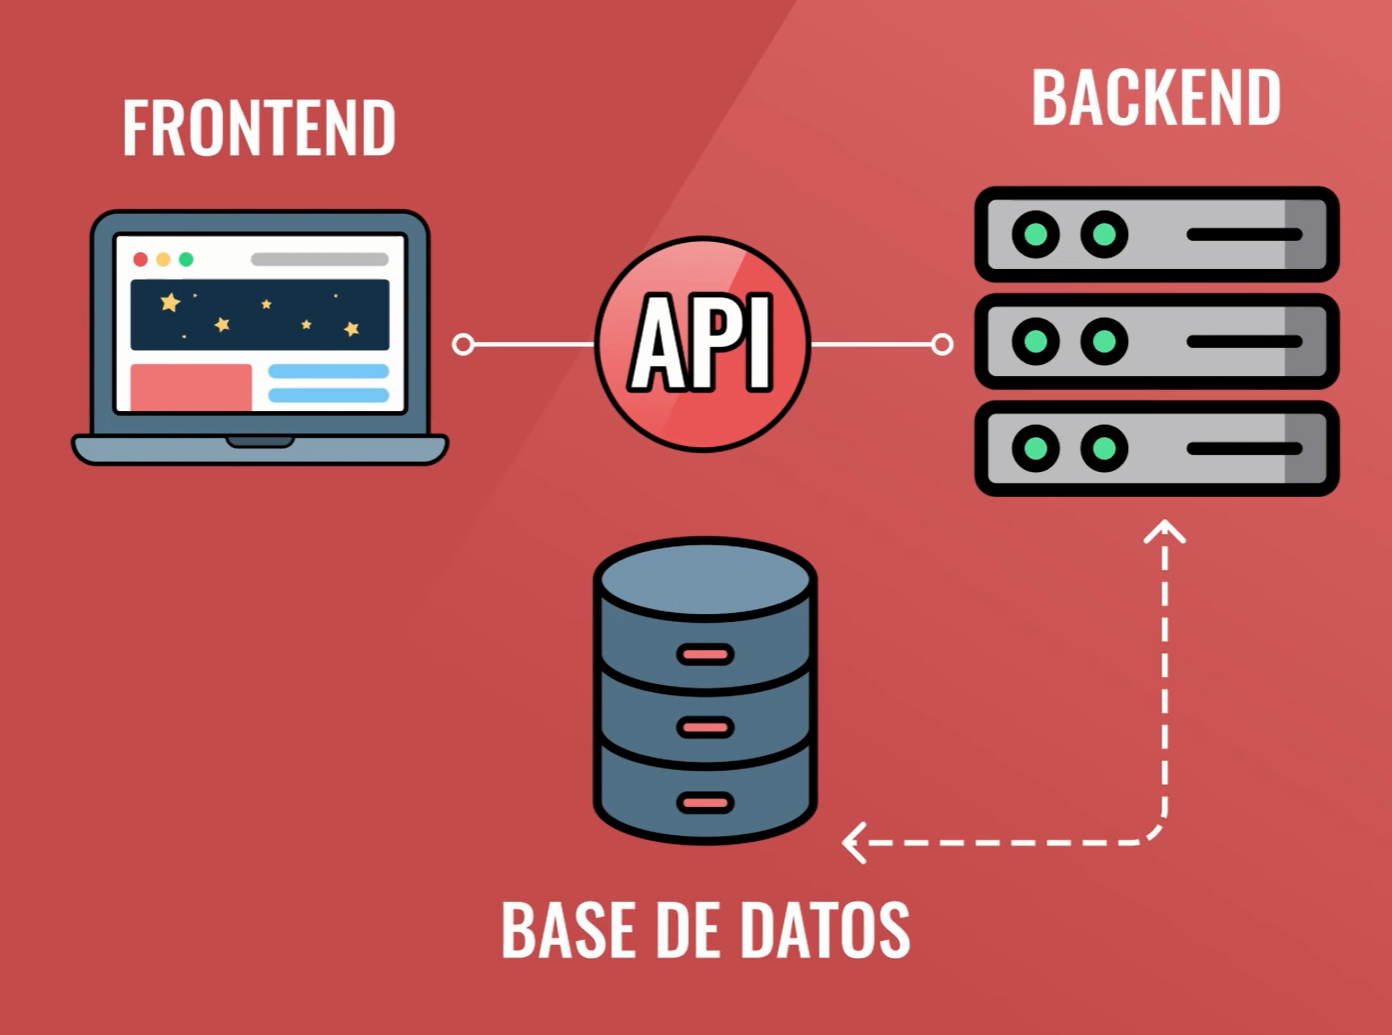 FRONTEND
BACKEND
API
BASE DE DATOS